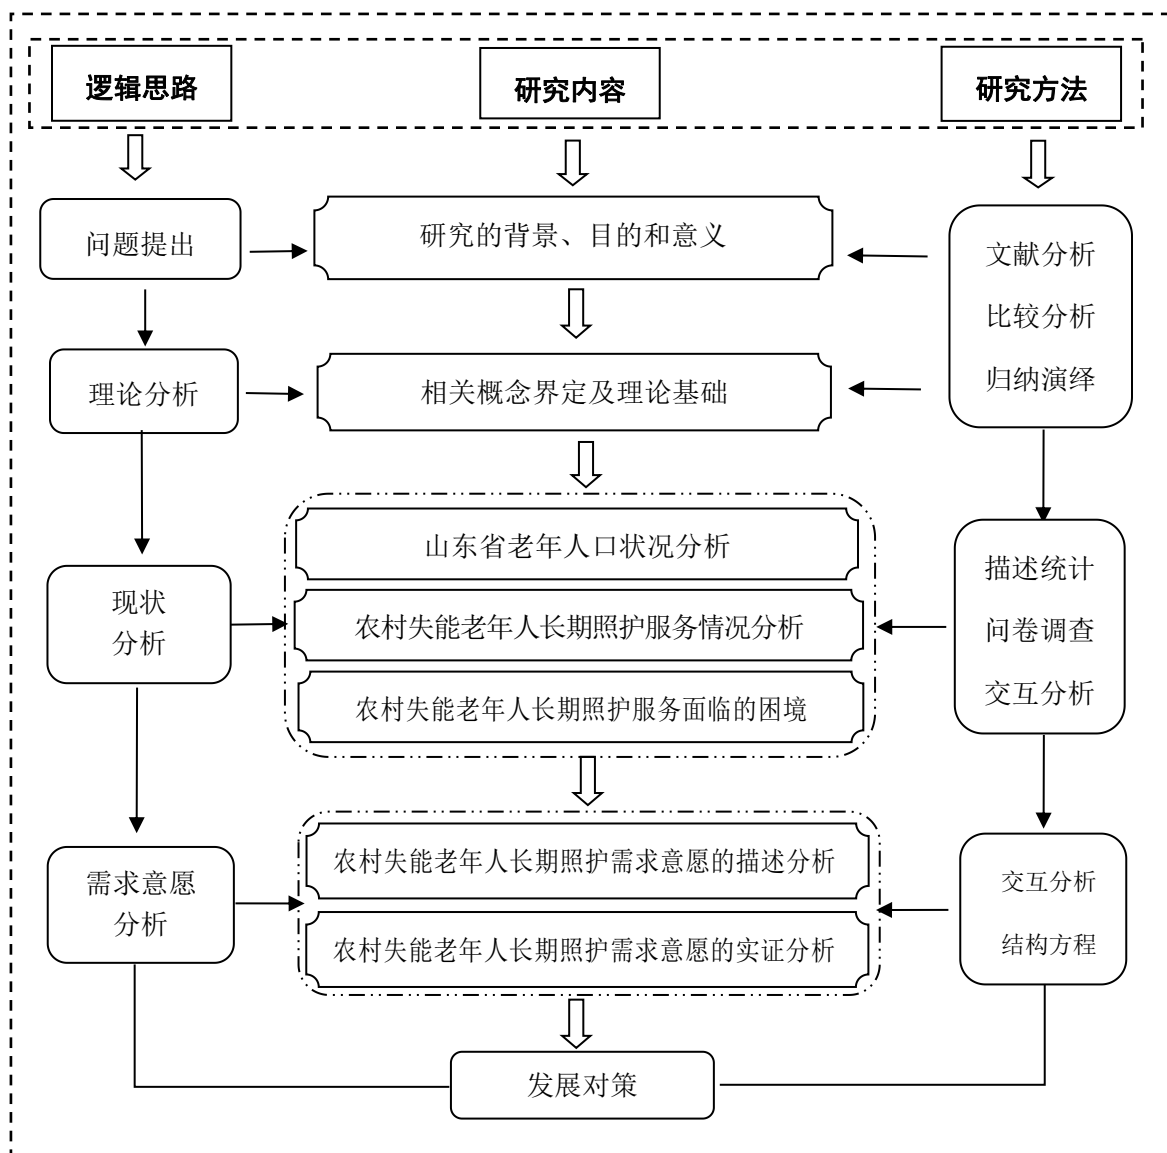 逻辑思路
研究内容
研究方法
问题提出
研究的背景、目的和意义
文献分析
比较分析
归纳演绎
理论分析
相关概念界定及理论基础
现状
分析
山东省老年人口状况分析
农村失能老年人长期照护服务情况分析
农村失能老年人长期照护服务面临的困境
描述统计
问卷调查
交互分析
需求意愿
分析
农村失能老年人长期照护需求意愿的描述分析
农村失能老年人长期照护需求意愿的实证分析
交互分析
结构方程
发展对策